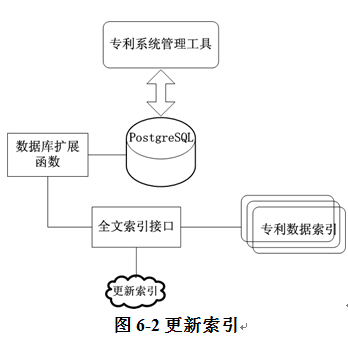 专利系统管理工具
PostgreSQL
数据库扩展
函数
全文索引接口
专利数据索引
更新索引
图 6-2 更新索引